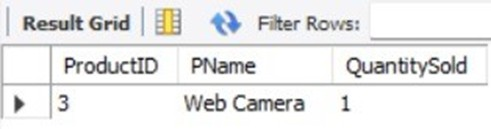 Result Grid Filter Rows:
ProductID PName QuantitySold
3 Web Camera 1